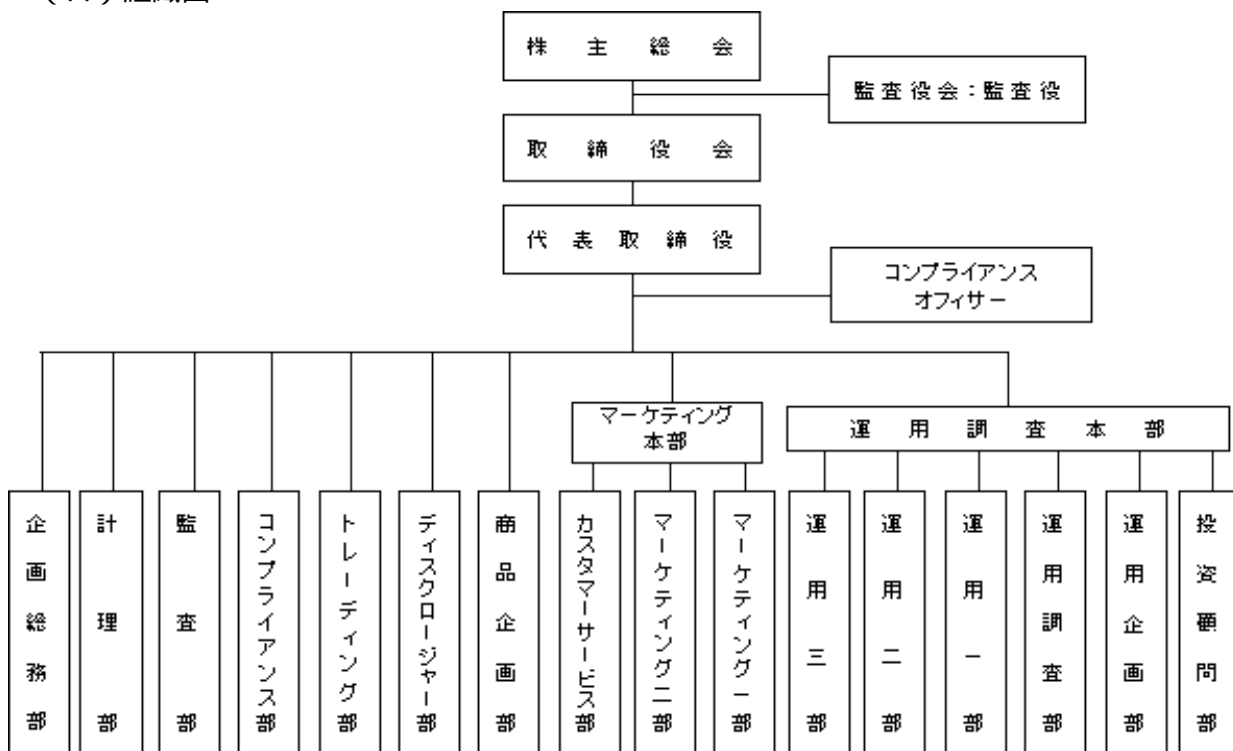 株主総会
監査役会：監査役
取締役会
代表取締役
コンプライアンス
オフィサー
マーケティング
本部
運用調査本部
企画総務部
計理部
監査部
コンプライアンス部
トレーディング部
ディスクロージャー部
商品企画部
カスタマーサービス部
マーケティング二部
マーケティング一部
運用三部
運用二部
運用一部
運用調査部
運用企画部
投資顧問部